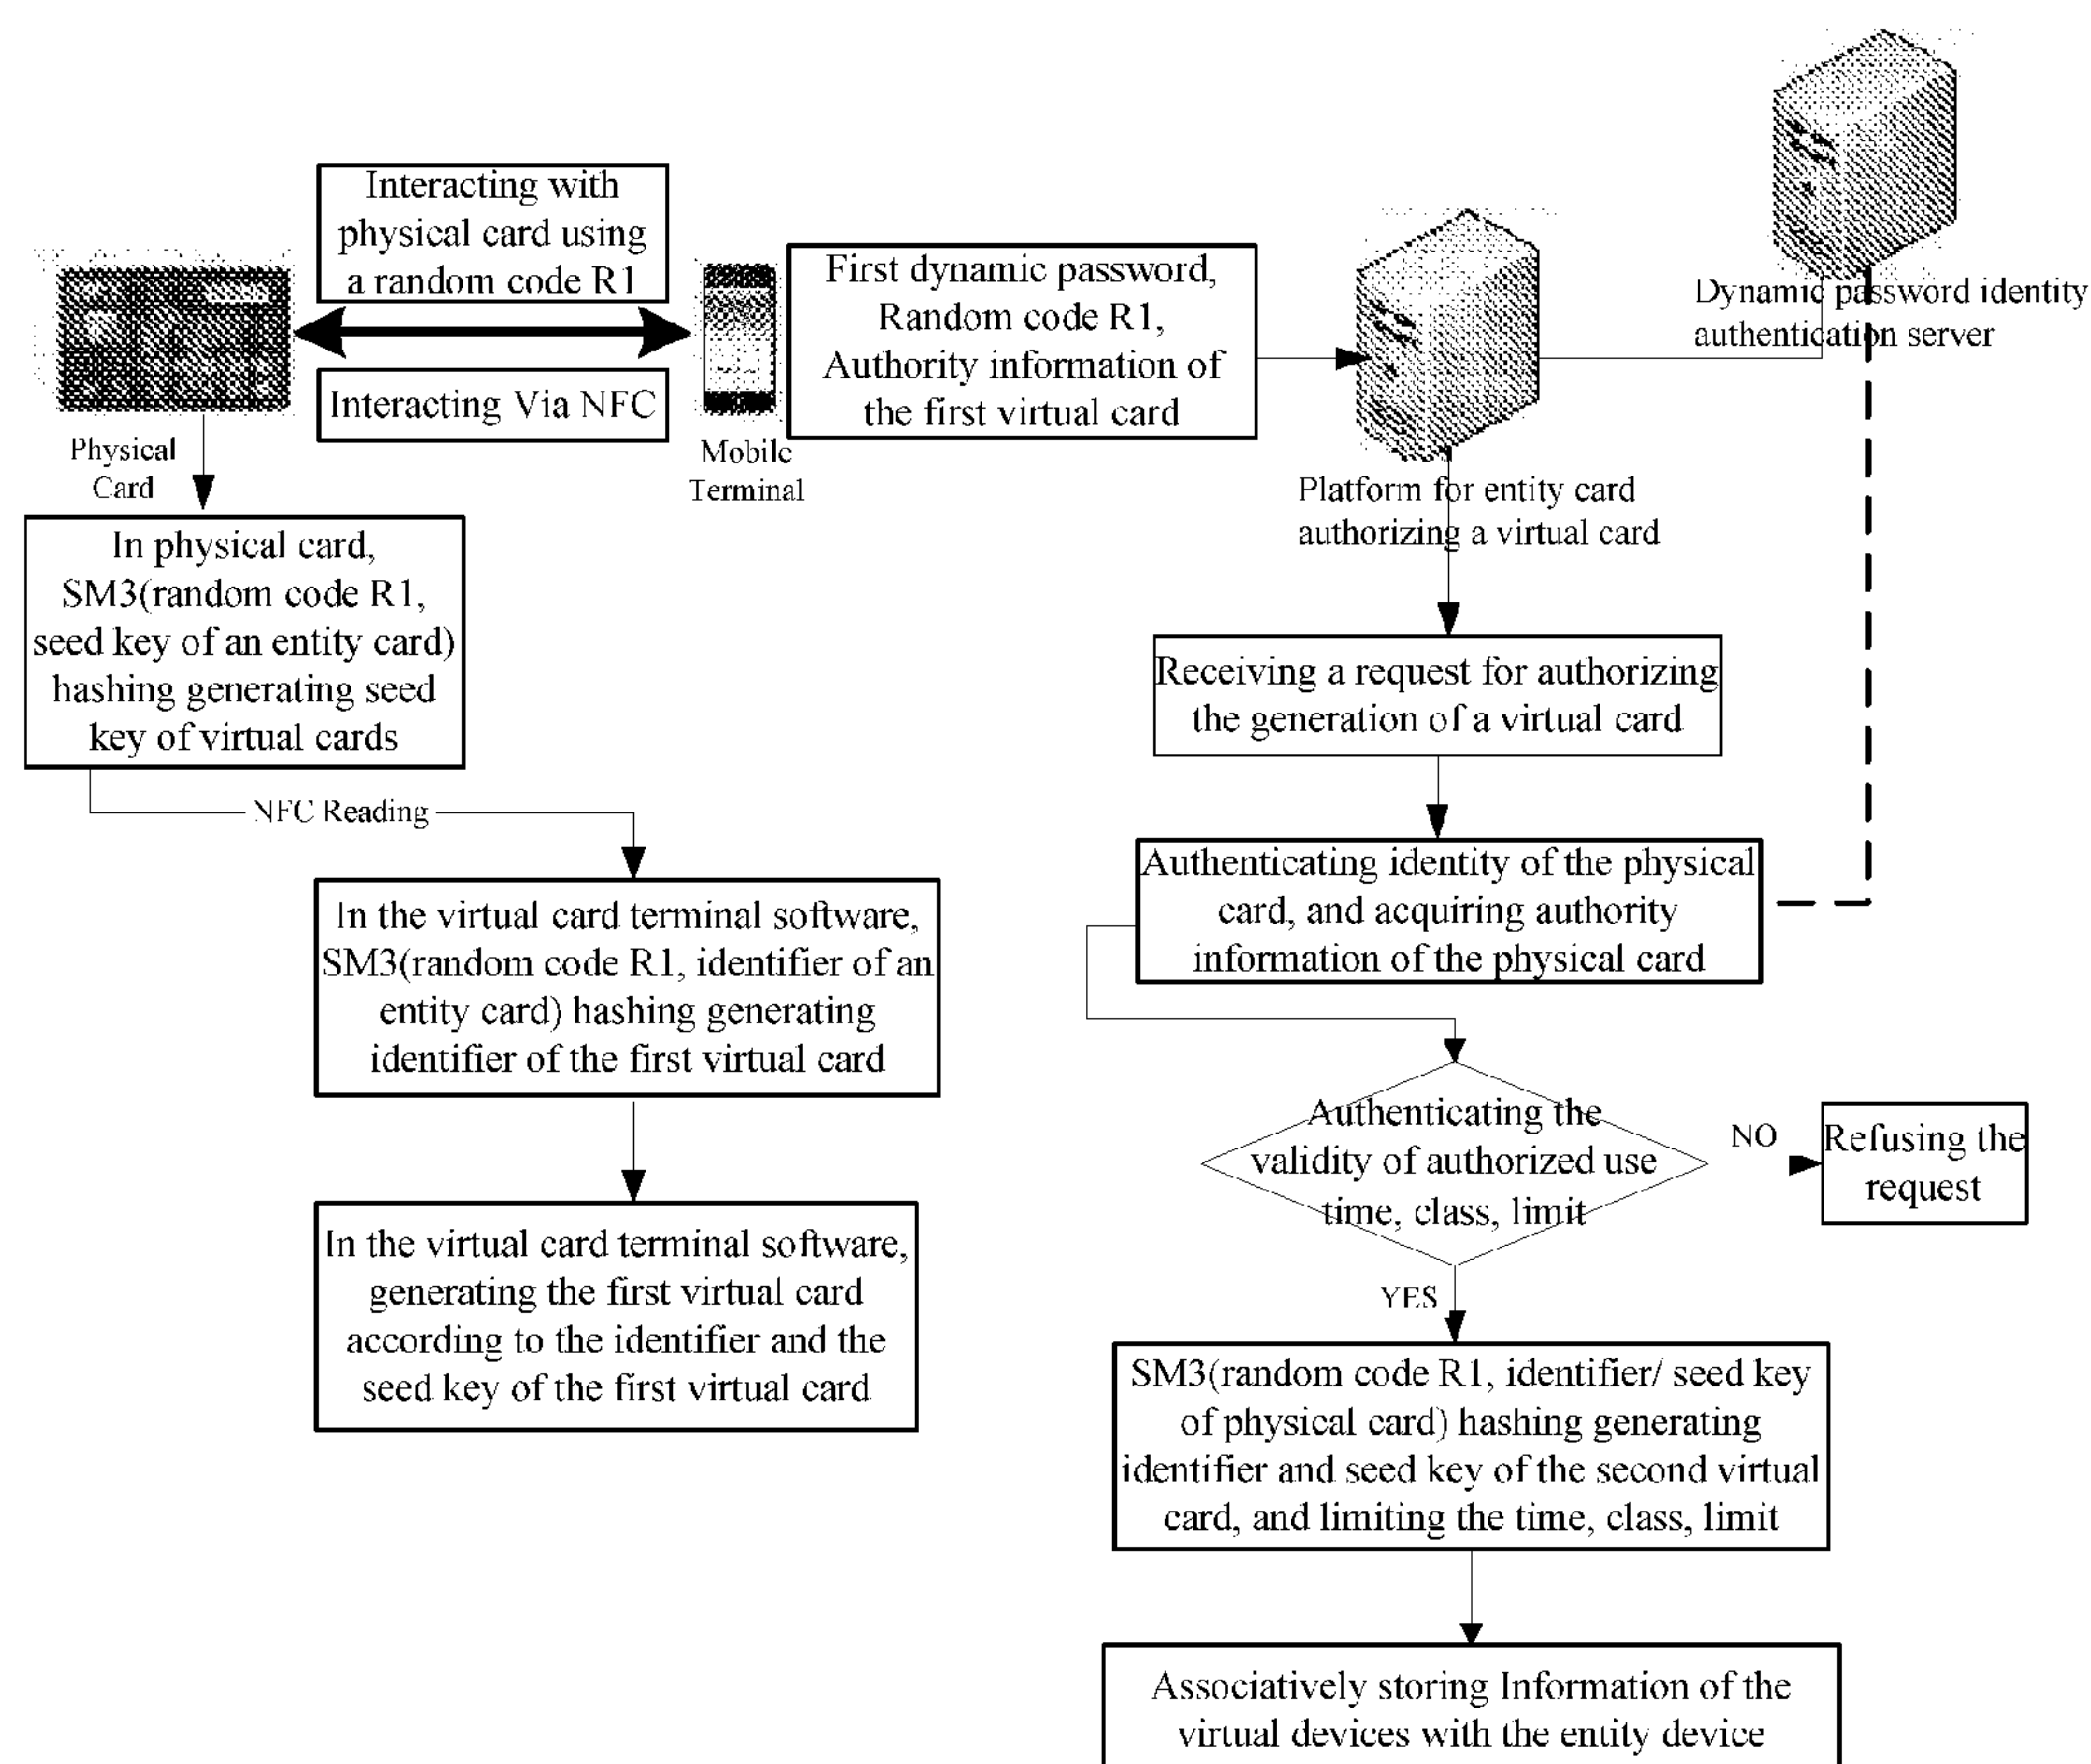 Interacting with
physical card using
a random code R1
Interacting Via NFC
Physical
Card
Mobile
Terminal
First dynamic password,
Random code R1,
Authority information of
the first virtual card
Dynamic password identity
authentication server
Platform for entity card
authorizing a virtual card
In physical card,
SM3(random code R1,
seed key of an entity card)
hashing generating seed
key of virtual cards
NFC Reading
In the virtual card terminal software,
SM3(random code R1, identifier of an
entity card) hashing generating
identifier of the first virtual card
In the virtual card terminal software,
generating the first virtual card
according to the identifier and the
seed key of the first virtual card
Receiving a request for authorizing
the generation of a virtual card
Authenticating identity of the physical
card, and acquiring authority
information of the physical card
Authenticating the
validity of authorized use
time, class, limit
NO
Refusing the
request
YES
SM3(random code R1, identifier/ seed key
of physical card) hashing generating
identifier and seed key of the second virtual
card, and limiting the time, class, limit
Associatively storing Information of the
virtual devices with the entity device